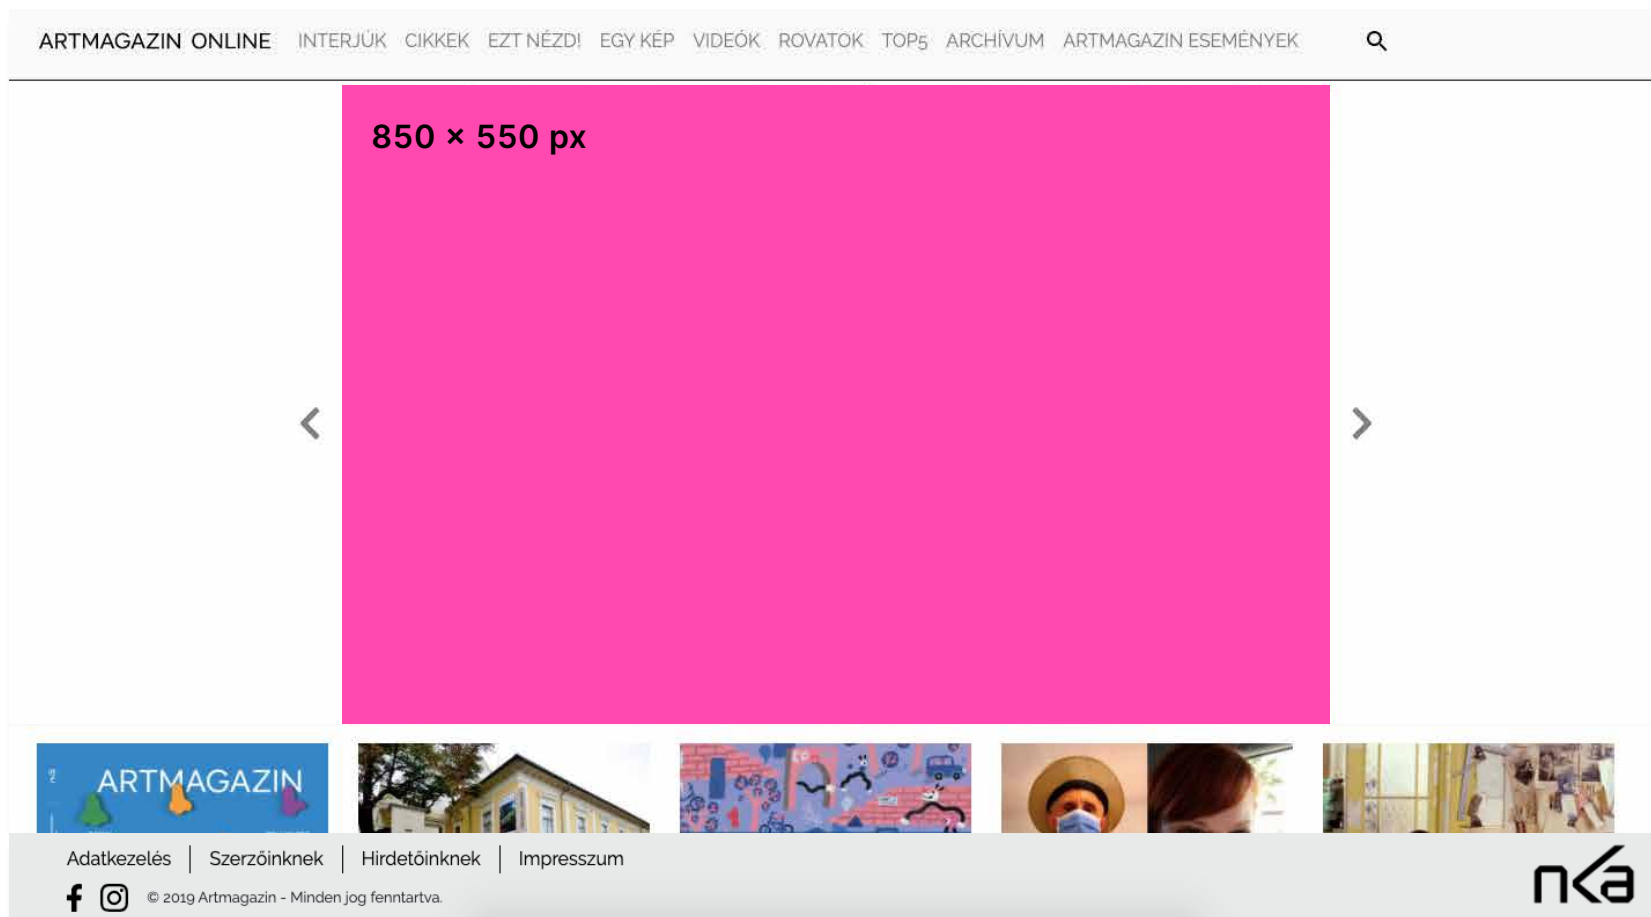 ARTMAGAZIN ONLINE INTERJÚK CIKKEK EZT NÉZD! EGY KÉP VIDEÓK ROVATOK TOP5 ARCHÍVUM ARTMAGAZIN ESEMÉNYEK
850 × 550 px
ARTMAGAZIN
Adatkezelés Szerzőinknek Hirdetőinknek Impresszum
© 2019 Artmagazin - Minden jog fenntartva.
nka